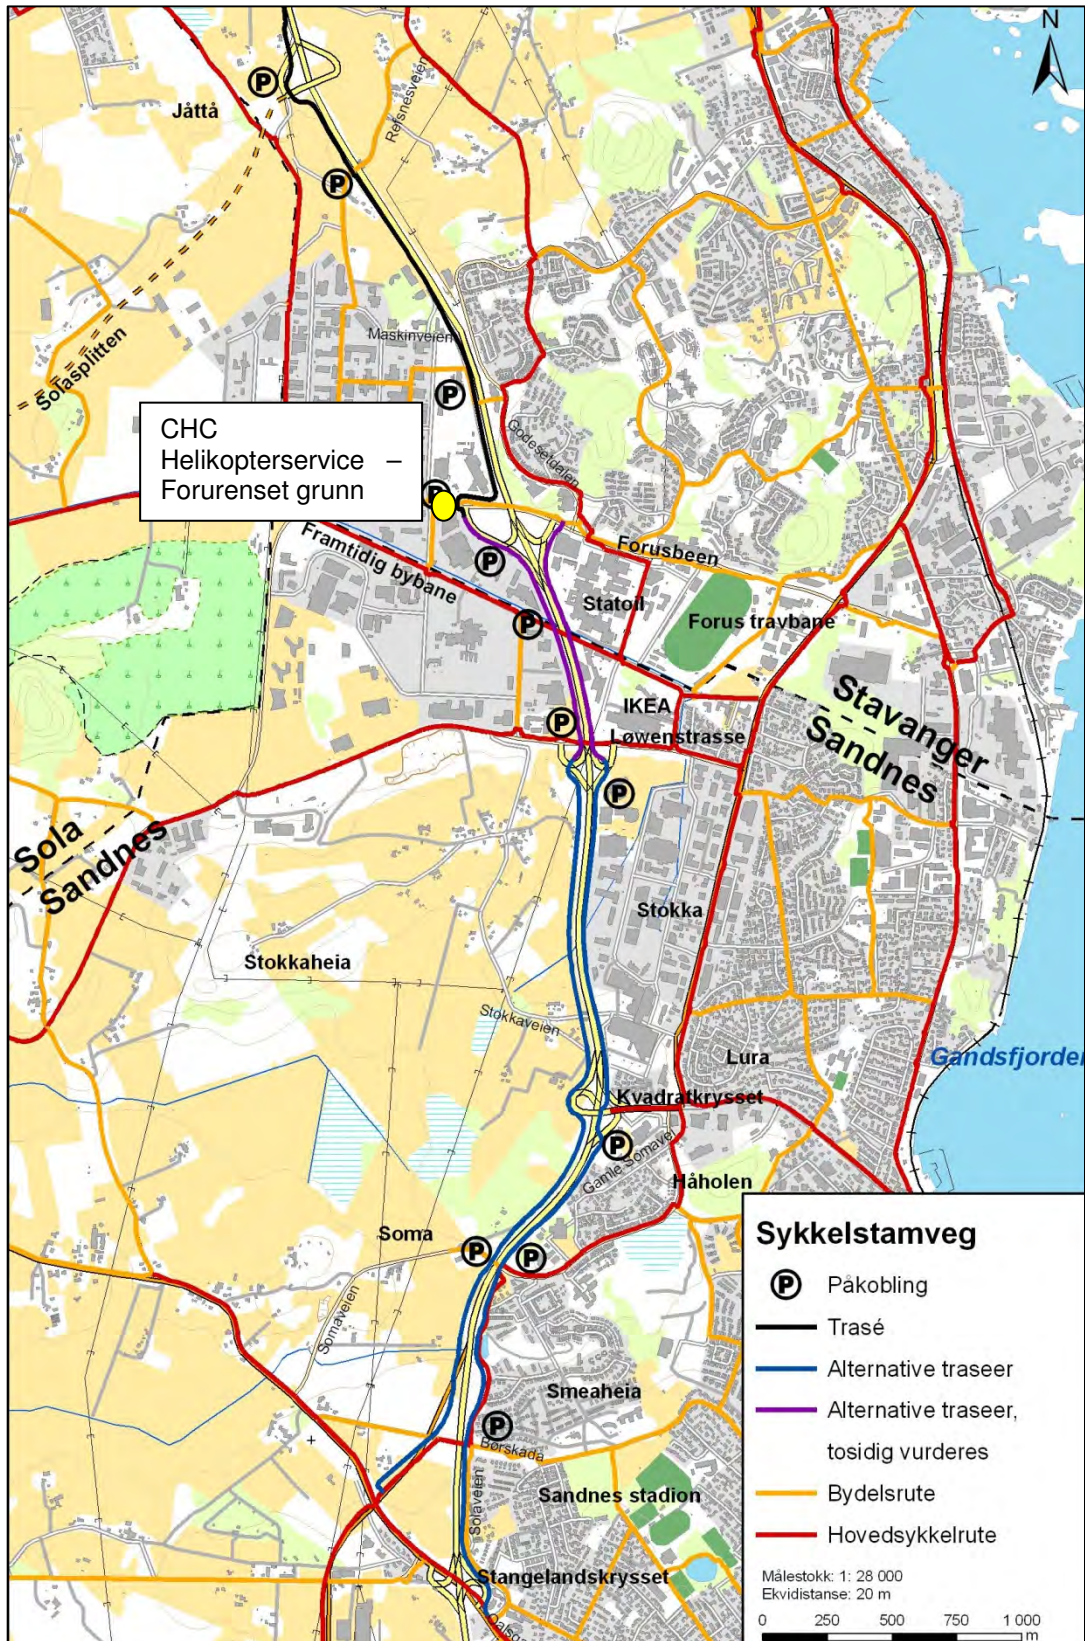 N
P
Jåttå
Refsnesveien
P
Solasplitten
Maskinveien
P
CHC
Helikopterservice –
Forurenset grunn
Godesetdalen
P
Framtidig bybane
Forusbeen
P
Statoil
P
Forus travbane
IKEA
P
Løwenstrasse
Stavanger
Sandnes
P
Sola
Sandnes
Stokka
Stokkaheia
Stokkaveien
Lura
Gandsfjorden
Kvadratkrysset
P
Gamle Somavei
Håholen
Soma
P
P
Somaveien
Smeaheia
P
Børskada
Solaveien
Sandnes stadion
Stangelandskrysset
Sykkelstamveg
P Påkobling
Trasé
Alternative traseer
Alternative traseer,
tosidig vurderes
Bydelsrute
Hovedsykkelrute
Målestokk: 1: 28 000
Ekvidistanse: 20 m
0 250 500 750 1 000
m